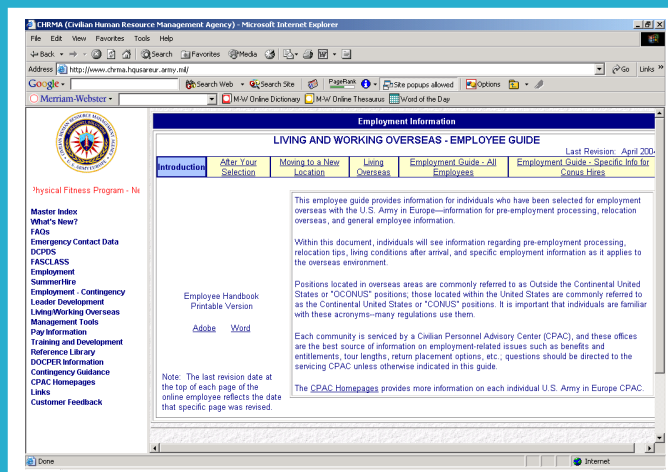 CHRMA (Civilian Human Resource Management Agency) - Microsoft Internet Explorer
File Edit View Favorites Tools Help
Back Search Favorites Media
Address http://www.chrma.hqusareur.army.mil/ Go Links »
Google Search Web Search Site PageRank Site popups allowed Options
Merriam-Webster M-W Online Dictionary M-W Online Thesaurus Word of the Day
Employment Information
LIVING AND WORKING OVERSEAS - EMPLOYEE GUIDE
Last Revision: April 2004
Introduction
After Your Selection
Moving to a New Location
Living Overseas
Employment Guide - All Employees
Employment Guide - Specific Info for Conus Hires
Physical Fitness Program - Ne
Master Index
What's New?
FAQs
Emergency Contact Data
DCPDS
FASCLASS
Employment
SummerHire
Employment - Contingency
Leader Development
Living/Working Overseas
Management Tools
Pay Information
Training and Development
Reference Library
DOCPER Information
Contingency Guidance
CPAC Homepages
Links
Customer Feedback
Employee Handbook
Printable Version
Adobe Word
Note: The last revision date at
the top of each page of the
online employee reflects the date
that specific page was revised.
This employee guide provides information for individuals who have been selected for employment
overseas with the U.S. Army in Europe—information for pre-employment processing, relocation
overseas, and general employee information.
Within this document, individuals will see information regarding pre-employment processing,
relocation tips, living conditions after arrival, and specific employment information as it applies to
the overseas environment.
Positions located in overseas areas are commonly referred to as Outside the Continental United
States or "OCONUS" positions; those located within the United States are commonly referred to
as the Continental United States or "CONUS" positions. It is important that individuals are familiar
with these acronyms--many regulations use them.
Each community is serviced by a Civilian Personnel Advisory Center (CPAC), and these offices
are the best source of information on employment-related issues such as benefits and
entitlements, tour lengths, return placement options, etc.; questions should be directed to the
servicing CPAC unless otherwise indicated in this guide.
The CPAC Homepages provides more information on each individual U.S. Army in Europe CPAC.
Done Internet